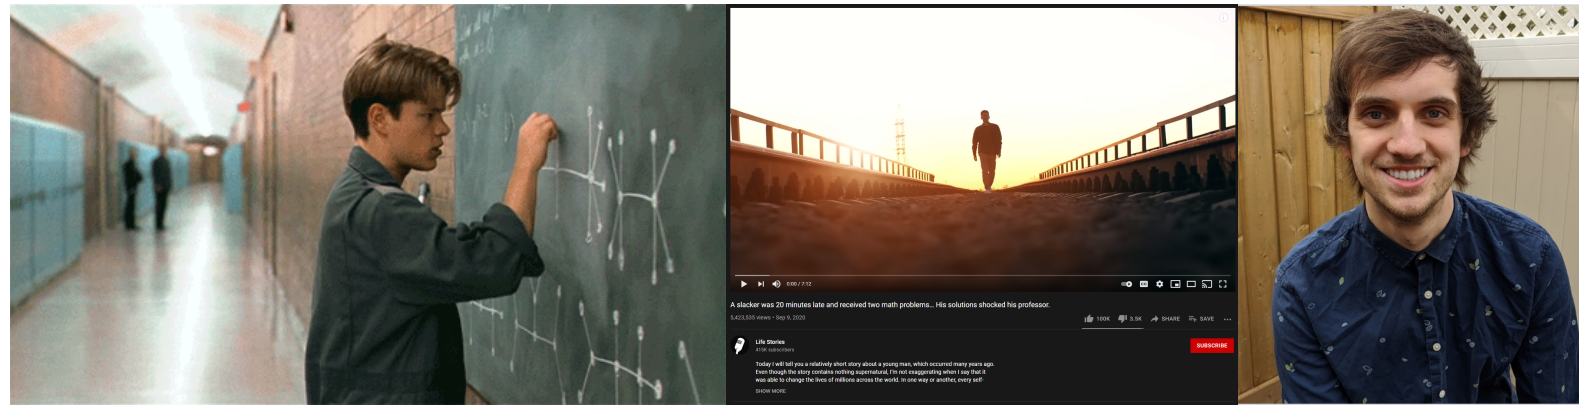 0:00 / 7:12
A slacker was 20 minutes late and received two math problems… His solutions shocked his professor.
5,423,535 views • Sep 9, 2020
100K
3.5K
SHARE
SAVE
Life Stories
415K subscribers
SUBSCRIBE
Today I will tell you a relatively short story about a young man, which occurred many years ago.
Even though the story contains nothing supernatural, I'm not exaggerating when I say that it
was able to change the lives of millions across the world. In one way or another, every self-
SHOW MORE